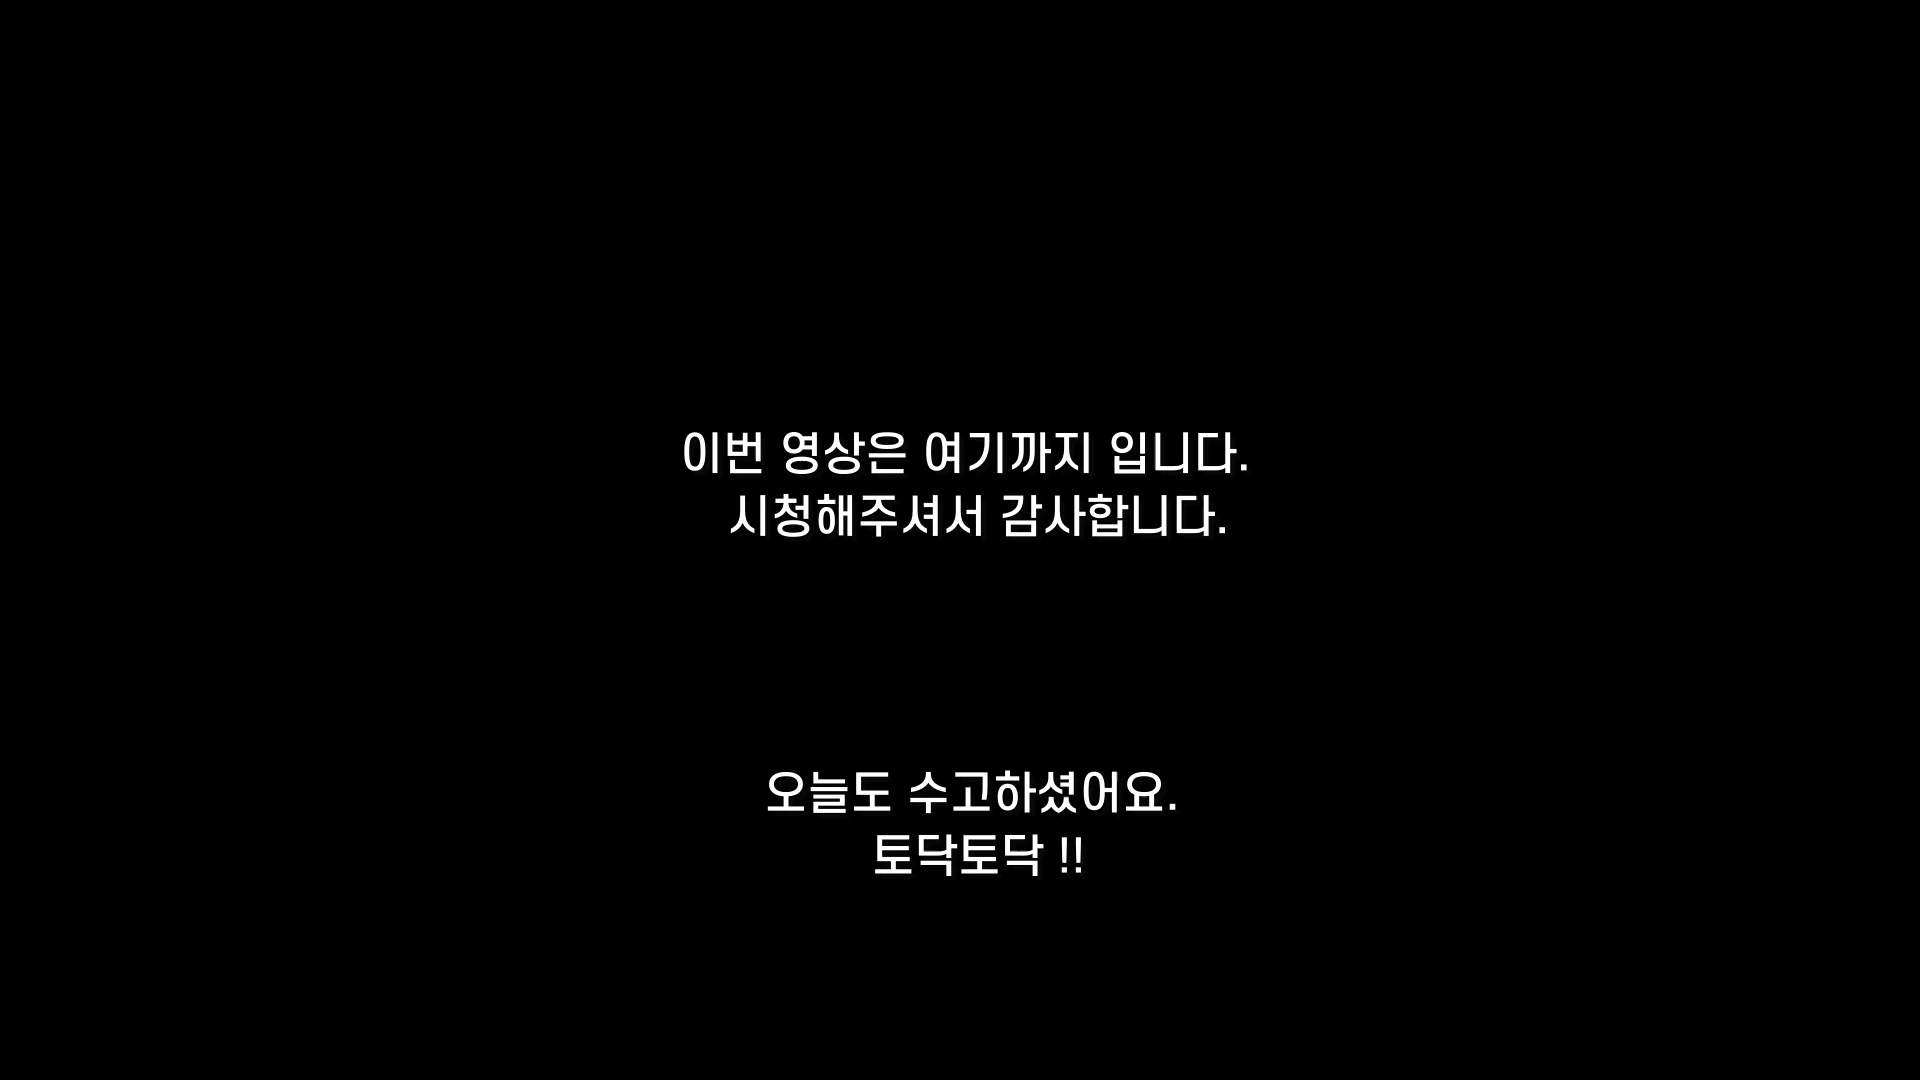 이번 영상은 여기까지 입니다.
시청해주셔서 감사합니다.
오늘도 수고하셨어요.
토닥토닥 !!